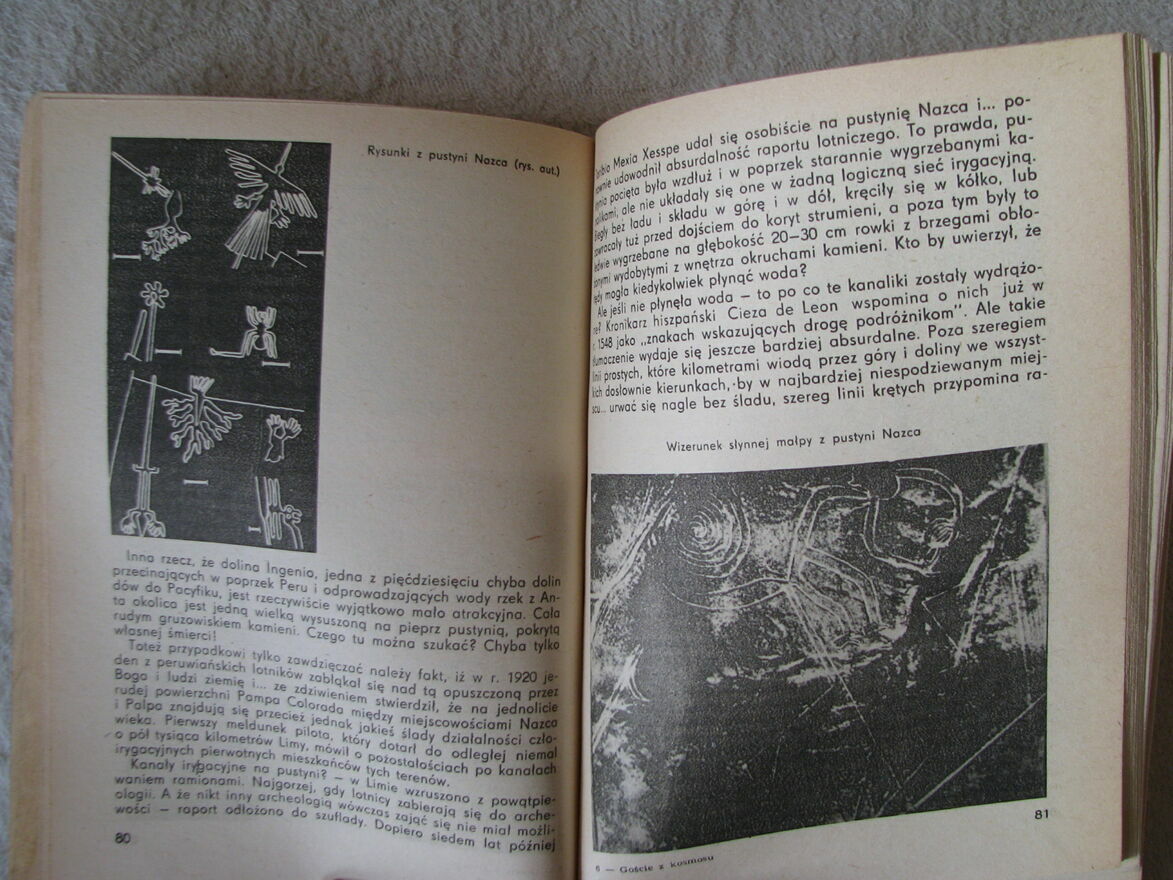 Rysunki z pustyni Nazca (rys. aut.)
Inna rzecz, że dolina Ingenio, jedna z pięćdziesięciu chyba dolin
przecinających w poprzek Peru i odprowadzających wody rzek z An-
dów do Pacyfiku, jest rzeczywiście wyjątkowo mało atrakcyjna. Cała
ta okolica jest jedną wielką wysuszoną na pieprz pustynią, pokrytą
rudym gruzowiskiem kamieni. Czego tu można szukać? Chyba tylko
własnej śmierci!
Toteż przypadkowi tylko zawdzięczać należy fakt, iż w r. 1920 je-
den z peruwiańskich lotników zabłąkał się nad tą opuszczoną przez
Boga i ludzi ziemię i... ze zdziwieniem stwierdził, że na jednolicie
rudej powierzchni Pampa Colorada między miejscowościami Nazca
i Palpa znajdują się przecież jednak jakieś ślady działalności czło-
wieka. Pierwszy meldunek pilota, który dotarł do odległej niemal
o pół tysiąca kilometrów Limy, mówił o pozostałościach po kanałach
irygacyjnych pierwotnych mieszkańców tych terenów.
Kanały irygacyjne na pustyni? — w Limie wzruszono z powątpie-
waniem ramionami. Najgorzej, gdy lotnicy zabierają się do arche-
ologii. A że nikt inny archeologią wówczas zająć się nie miał możli-
wości — raport odłożono do szuflady. Dopiero siedem lat później
80
Mexia Xesspe udał się osobiście na pustynię Nazca i... po-
udowodnił absurdalność raportu lotniczego. To prawda, pu-
pocięta była wzdłuż i w poprzek starannie wygrzebanymi ka-
ale nie układały się one w żadną logiczną sieć irygacyjną.
bez ładu i składu w górę i w dół, kręciły się w kółko, lub
tuż przed dojściem do koryt strumieni, a poza tym były to
wygrzebane na głębokość 20—30 cm rowki z brzegami obło-
wydobytymi z wnętrza okruchami kamieni. Kto by uwierzył, że
mogła kiedykolwiek płynąć woda?
Ale jeśli nie płynęła woda — to po co te kanaliki zostały wydrążo-
ne? Kronikarz hiszpański Cieza de Leon wspomina o nich już w
r. 1548 jako „znakach wskazujących drogę podróżnikom". Ale takie
tłumaczenie wydaje się jeszcze bardziej absurdalne. Poza szeregiem
linii prostych, które kilometrami wiodą przez góry i doliny we wszyst-
kich dosłownie kierunkach, by w najbardziej niespodziewanym miej-
scu... urwać się nagle bez śladu, szereg linii krętych przypomina ra-
Wizerunek słynnej małpy z pustyni Nazca
81
6 — Goście z kosmosu